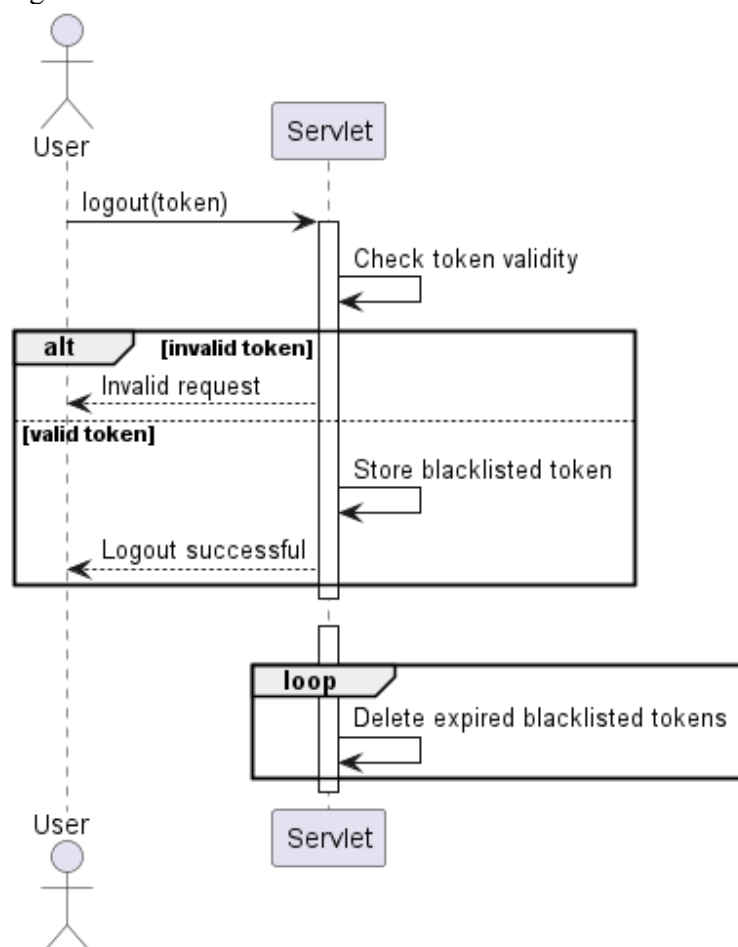 User
Servlet
logout(token)
Check token validity
alt
[invalid token]
Invalid request
[valid token]
Store blacklisted token
Logout successful
loop
Delete expired blacklisted tokens
User
Servlet